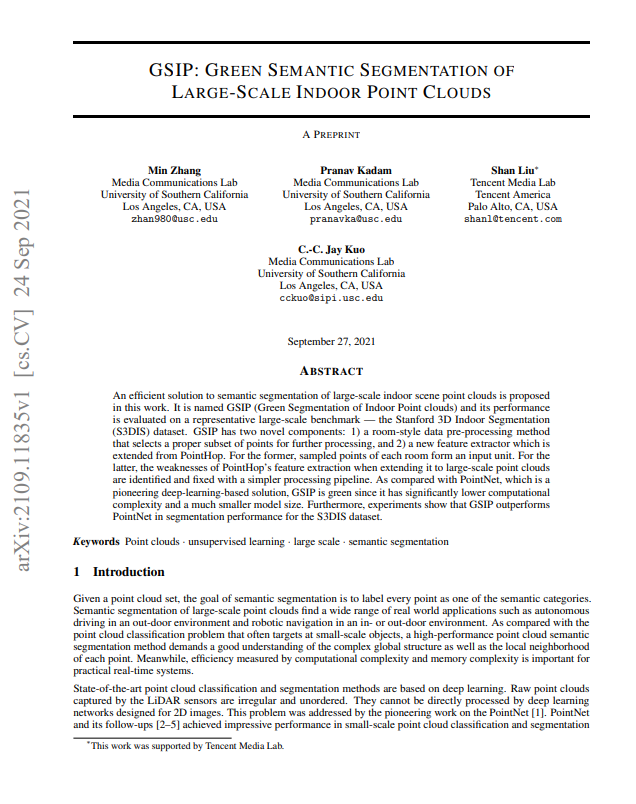 GSIP: GREEN SEMANTIC SEGMENTATION OF
LARGE-SCALE INDOOR POINT CLOUDS
A PREPRINT
Min Zhang
Media Communications Lab
University of Southern California
Los Angeles, CA, USA
zhan980@usc.edu
Pranav Kadam
Media Communications Lab
University of Southern California
Los Angeles, CA, USA
pranavka@usc.edu
Shan Liu*
Tencent Media Lab
Tencent America
Palo Alto, CA, USA
shanl@tencent.com
C.-C. Jay Kuo
Media Communications Lab
University of Southern California
Los Angeles, CA, USA
cckuo@sipi.usc.edu
September 27, 2021
ABSTRACT
An efficient solution to semantic segmentation of large-scale indoor scene point clouds is proposed
in this work. It is named GSIP (Green Segmentation of Indoor Point clouds) and its performance
is evaluated on a representative large-scale benchmark — the Stanford 3D Indoor Segmentation
(S3DIS) dataset. GSIP has two novel components: 1) a room-style data pre-processing method
that selects a proper subset of points for further processing, and 2) a new feature extractor which is
extended from PointHop. For the former, sampled points of each room form an input unit. For the
latter, the weaknesses of PointHop's feature extraction when extending it to large-scale point clouds
are identified and fixed with a simpler processing pipeline. As compared with PointNet, which is a
pioneering deep-learning-based solution, GSIP is green since it has significantly lower computational
complexity and a much smaller model size. Furthermore, experiments show that GSIP outperforms
PointNet in segmentation performance for the S3DIS dataset.
Keywords Point clouds · unsupervised learning · large scale · semantic segmentation
1 Introduction
Given a point cloud set, the goal of semantic segmentation is to label every point as one of the semantic categories.
Semantic segmentation of large-scale point clouds find a wide range of real world applications such as autonomous
driving in an out-door environment and robotic navigation in an in- or out-door environment. As compared with the
point cloud classification problem that often targets at small-scale objects, a high-performance point cloud semantic
segmentation method demands a good understanding of the complex global structure as well as the local neighborhood
of each point. Meanwhile, efficiency measured by computational complexity and memory complexity is important for
practical real-time systems.
State-of-the-art point cloud classification and segmentation methods are based on deep learning. Raw point clouds
captured by the LiDAR sensors are irregular and unordered. They cannot be directly processed by deep learning
networks designed for 2D images. This problem was addressed by the pioneering work on the PointNet [1]. PointNet
and its follow-ups [2–5] achieved impressive performance in small-scale point cloud classification and segmentation
*This work was supported by Tencent Media Lab.
arXiv:2109.11835v1 [cs.CV] 24 Sep 2021